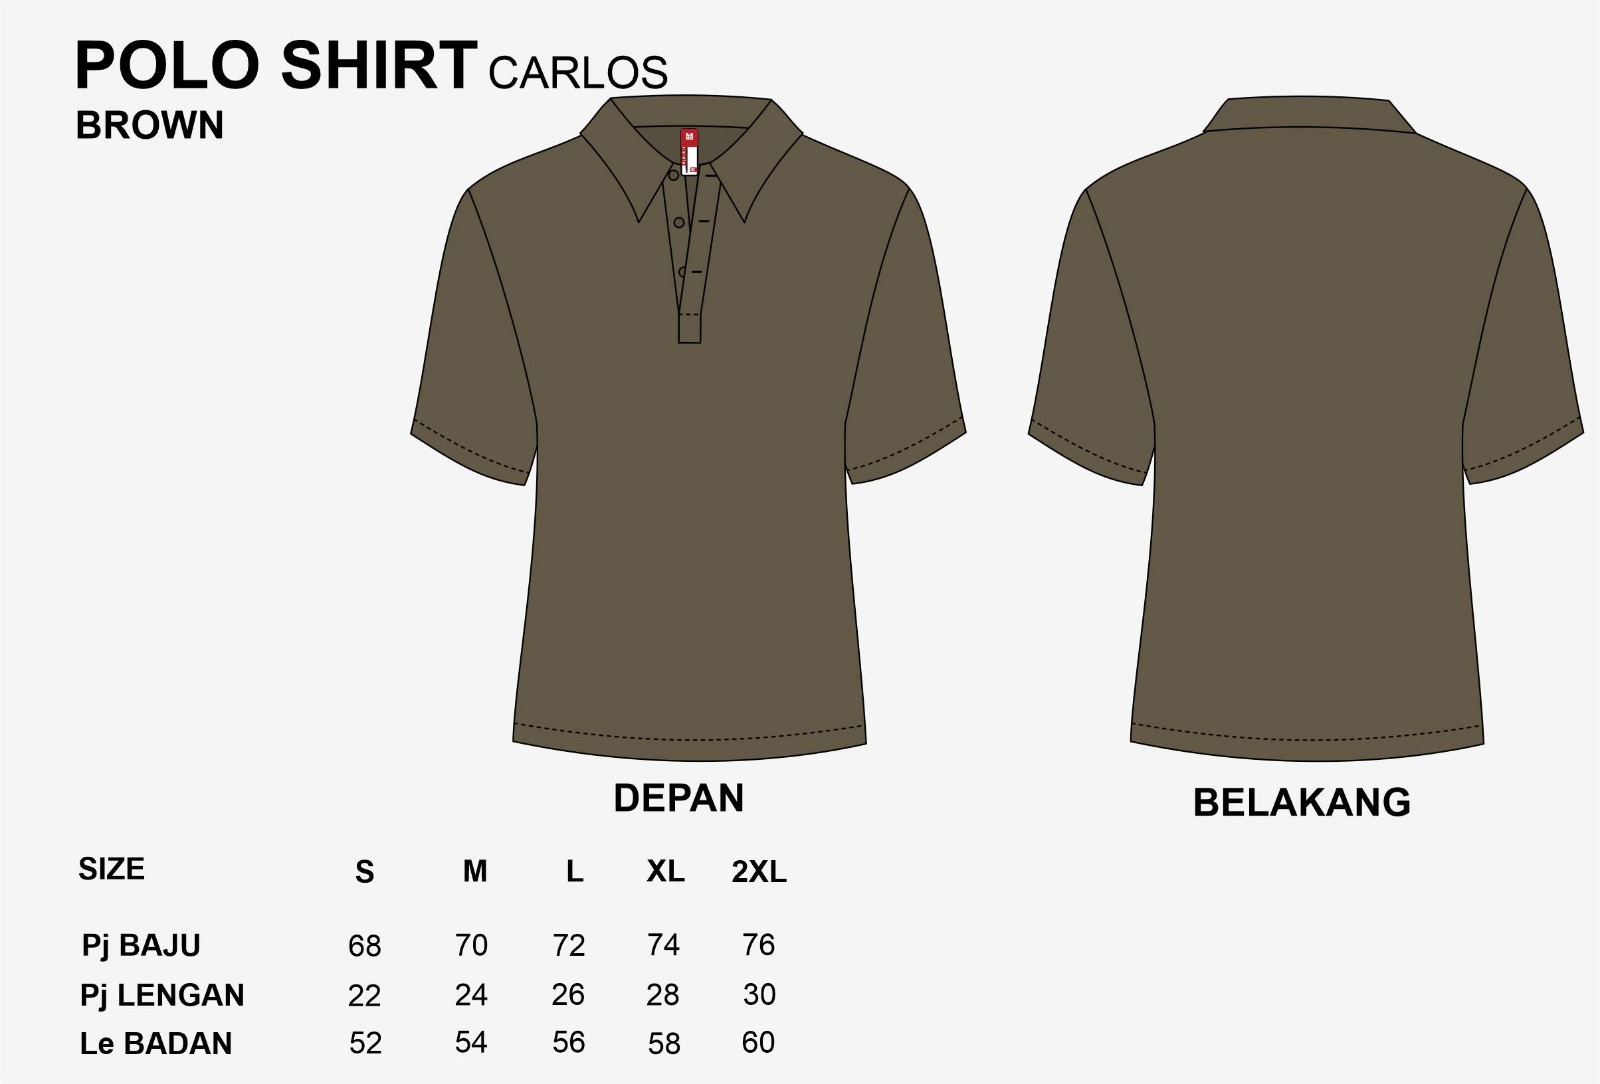 POLO SHIRT CARLOS
BROWN
DEPAN
BELAKANG
SIZE S M L XL 2XL
Pj BAJU 68 70 72 74 76
Pj LENGAN 22 24 26 28 30
Le BADAN 52 54 56 58 60